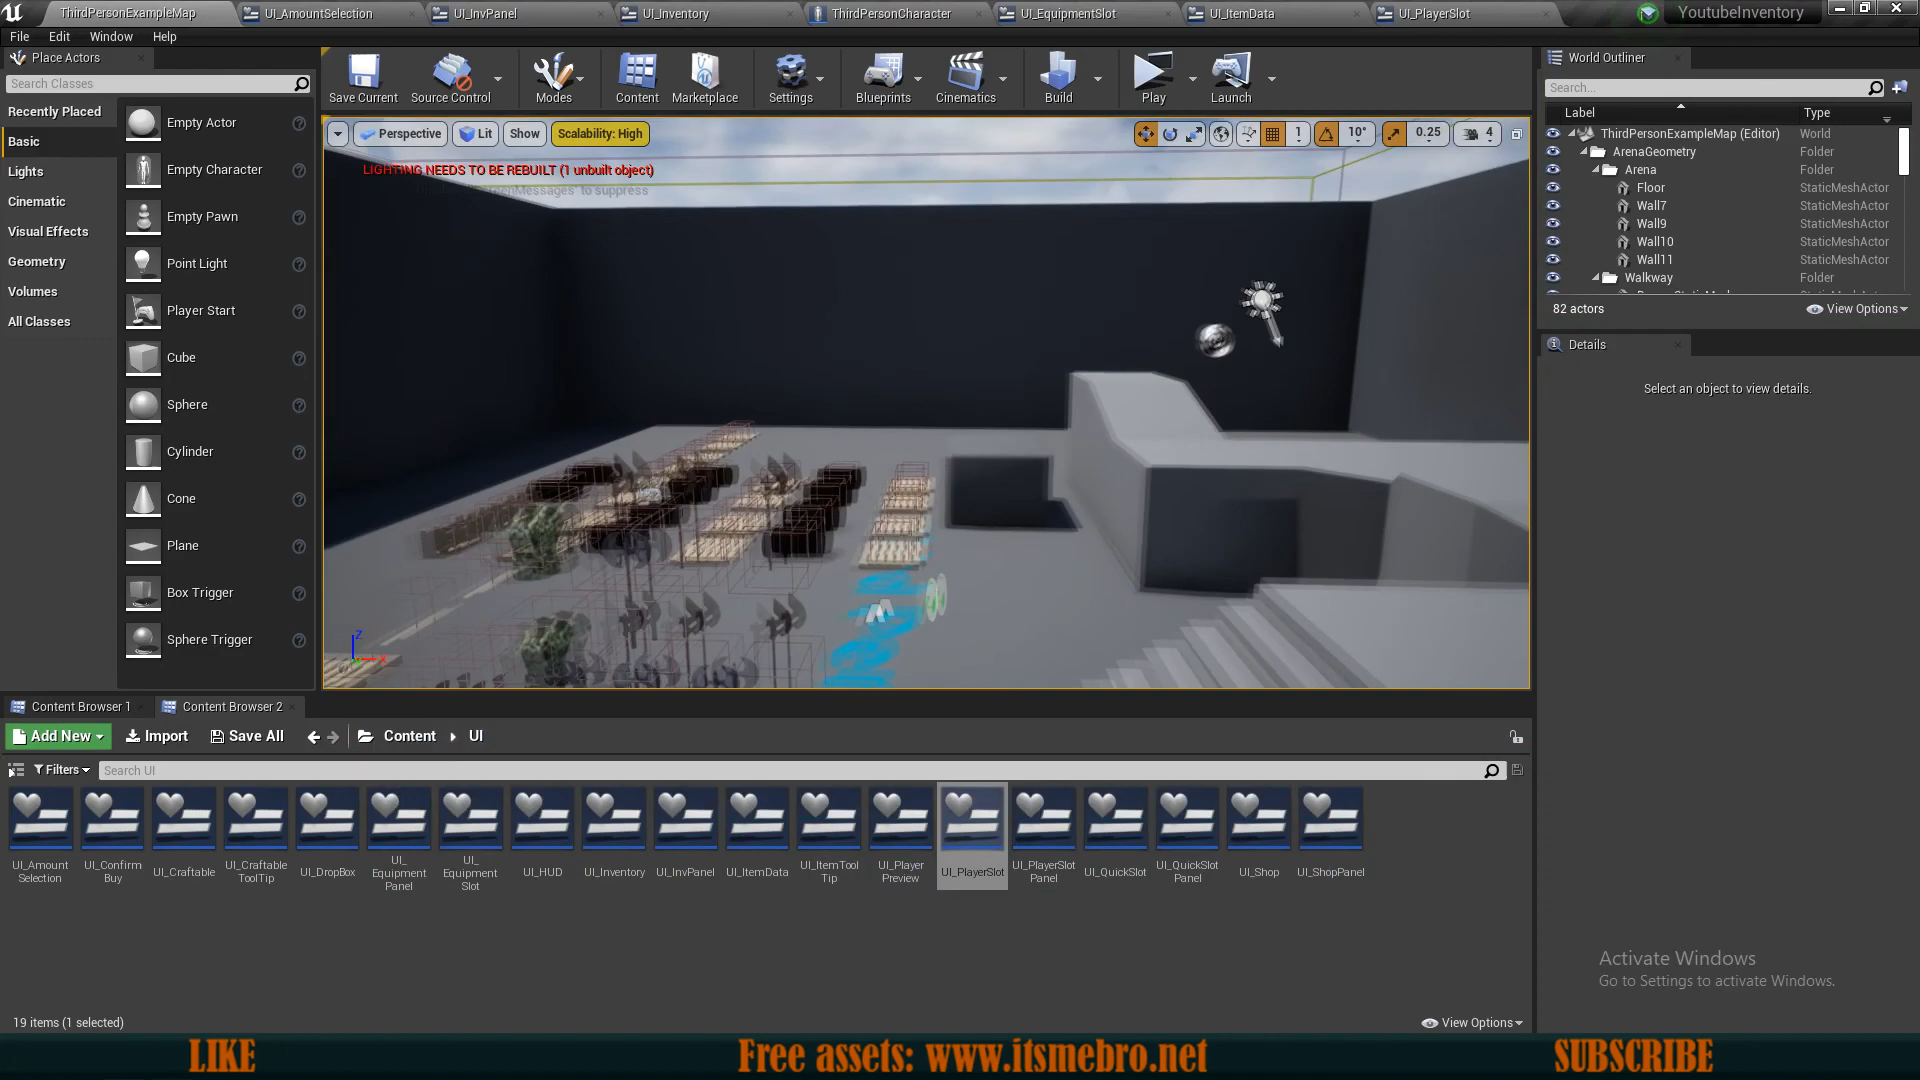 ThirdPersonExampleMap
UI_AmountSelection
UI_InvPanel
UI_Inventory
ThirdPersonCharacter
UI_EquipmentSlot
UI_ItemData
UI_PlayerSlot
YoutubeInventory
File
Edit
Window
Help
Place Actors
Search Classes
Recently Placed
Basic
Lights
Cinematic
Visual Effects
Geometry
Volumes
All Classes
Empty Actor
Empty Character
Empty Pawn
Point Light
Player Start
Cube
Sphere
Cylinder
Cone
Plane
Box Trigger
Sphere Trigger
Save Current
Source Control
Modes
Content
Marketplace
Settings
Blueprints
Cinematics
Build
Play
Launch
Perspective
Lit
Show
Scalability: High
1
10°
0.25
4
LIGHTING NEEDS TO BE REBUILT (1 unbuilt object)
to suppress
Z
World Outliner
Search...
Label
Type
ThirdPersonExampleMap (Editor)
World
ArenaGeometry
Folder
Arena
Folder
Floor
StaticMeshActor
Wall7
StaticMeshActor
Wall9
StaticMeshActor
Wall10
StaticMeshActor
Wall11
StaticMeshActor
Walkway
Folder
82 actors
View Options
Details
Select an object to view details.
Content Browser 1
Content Browser 2
Add New
Import
Save All
Content
UI
Filters
Search UI
UI_Amount
Selection
UI_Confirm
Buy
UI_Craftable
UI_Craftable
ToolTip
UI_DropBox
UI_
Equipment
Panel
UI_
Equipment
Slot
UI_HUD
UI_Inventory
UI_InvPanel
UI_ItemData
UI_ItemTool
Tip
UI_Player
Preview
UI_PlayerSlot
UI_PlayerSlot
Panel
UI_QuickSlot
UI_QuickSlot
Panel
UI_Shop
UI_ShopPanel
19 items (1 selected)
View Options
Activate Windows
Go to Settings to activate Windows.
LIKE
Free assets: www.itsmebro.net
SUBSCRIBE